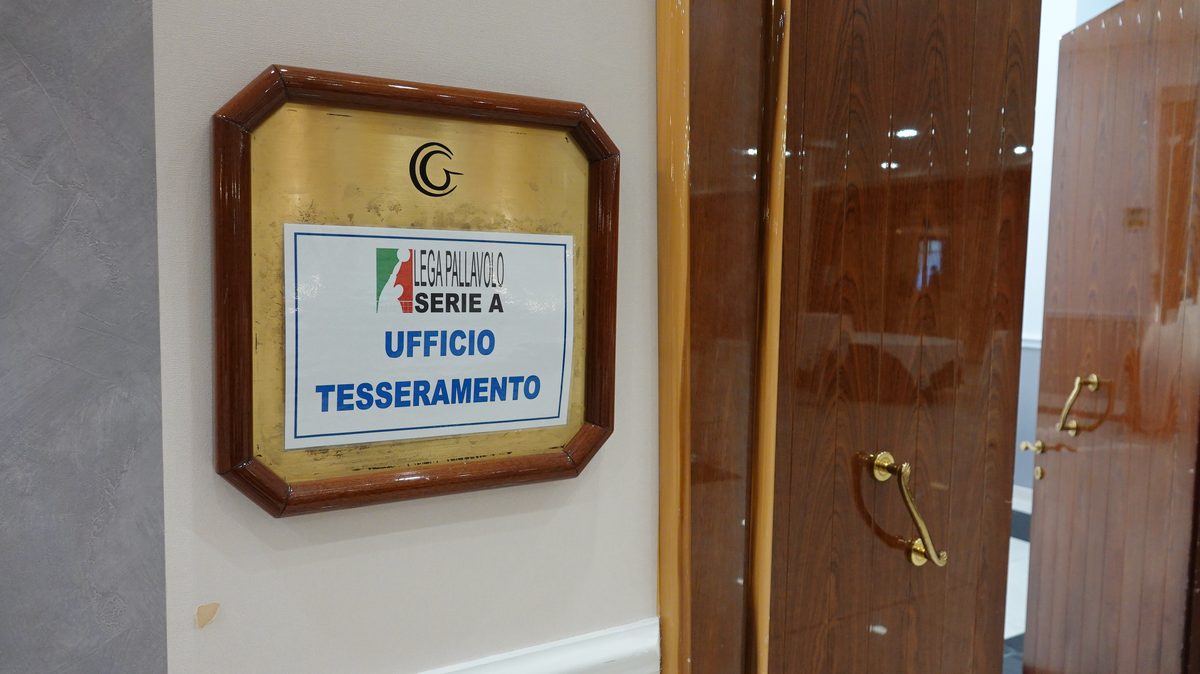 LEGA PALLAVOLO
SERIE A
UFFICIO
TESSERAMENTO